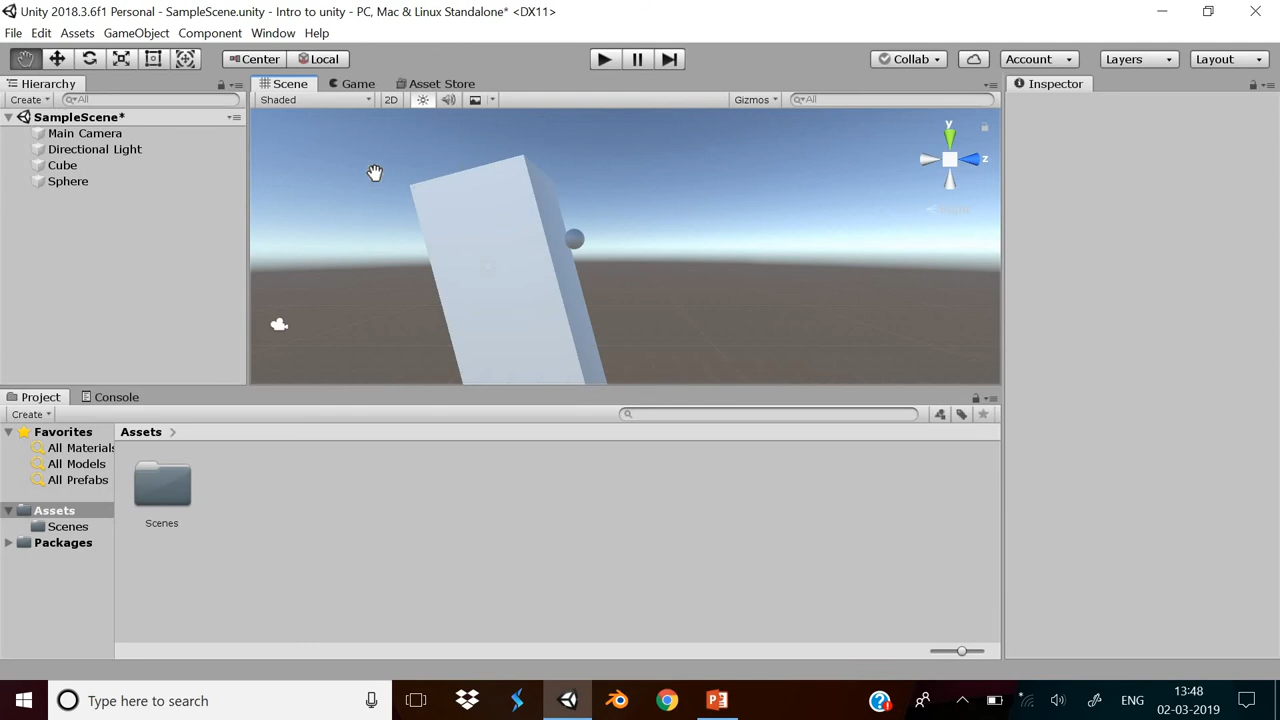 Unity 2018.3.6f1 Personal - SampleScene.unity - Intro to unity - PC, Mac & Linux Standalone* <DX11>
File Edit Assets GameObject Component Window Help
Center Local Collab Account Layers Layout
Hierarchy Scene Game Asset Store Inspector
Create All Shaded 2D Gizmos All
SampleScene*
Main Camera
Directional Light
Cube
Sphere
y
z
Project Console
Create
Favorites Assets
All Materials
All Models
All Prefabs
Assets
Scenes
Scenes
Packages
Type here to search
ENG
13:48
02-03-2019